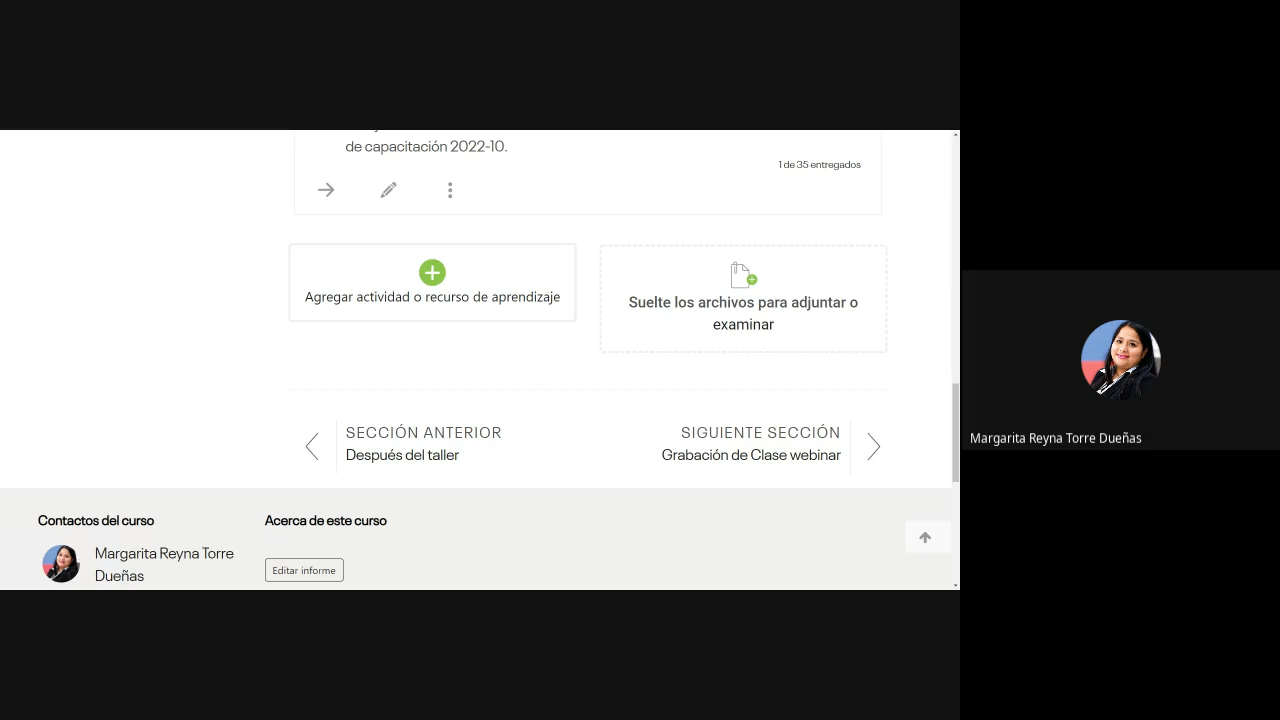 de capacitación 2022-10.
1 de 35 entregados
Agregar actividad o recurso de aprendizaje
Suelte los archivos para adjuntar o
examinar
SECCIÓN ANTERIOR
Después del taller
SIGUIENTE SECCIÓN
Grabación de Clase webinar
Contactos del curso
Margarita Reyna Torre
Dueñas
Acerca de este curso
Editar informe
Margarita Reyna Torre Dueñas